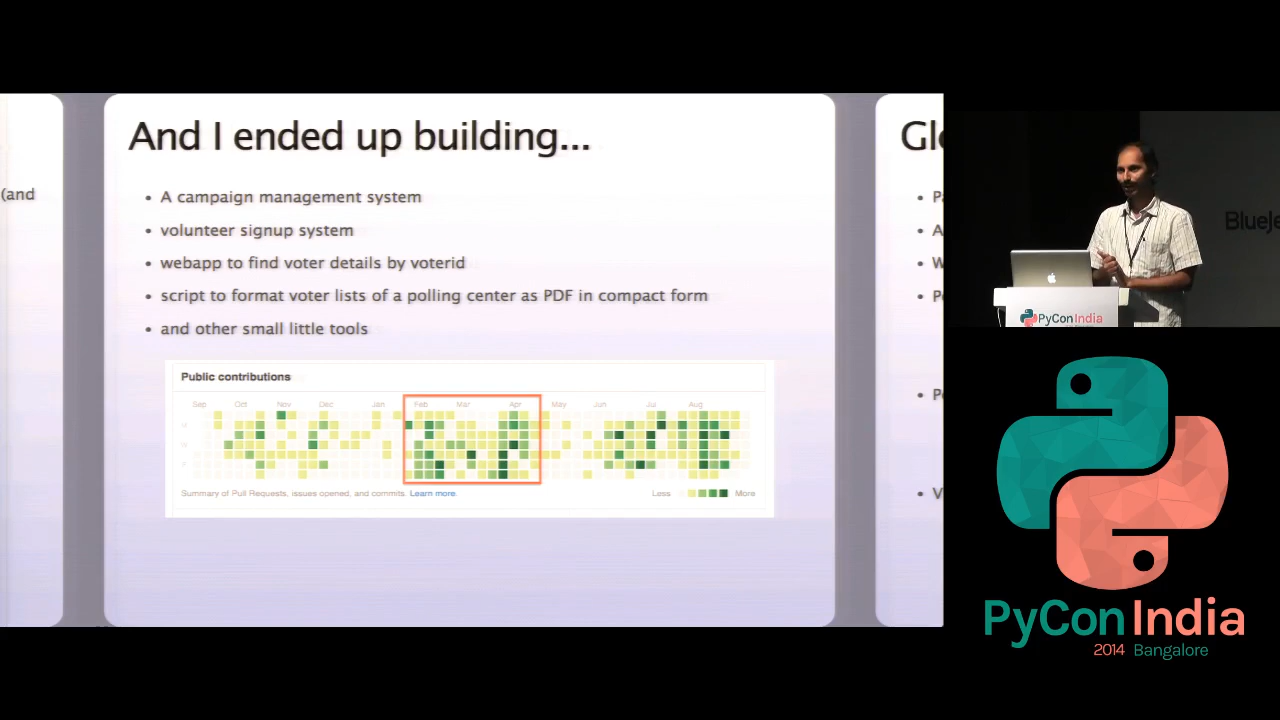 (and
And I ended up building...
• A campaign management system
• volunteer signup system
• webapp to find voter details by voterid
• script to format voter lists of a polling center as PDF in compact form
• and other small little tools
Public contributions
Sep Oct Nov Dec Jan Feb Mar Apr May Jun Jul Aug
Summary of Pull Requests, issues opened, and commits. Learn more.
Less More
PyConIndia
PyCon India
2014 Bangalore